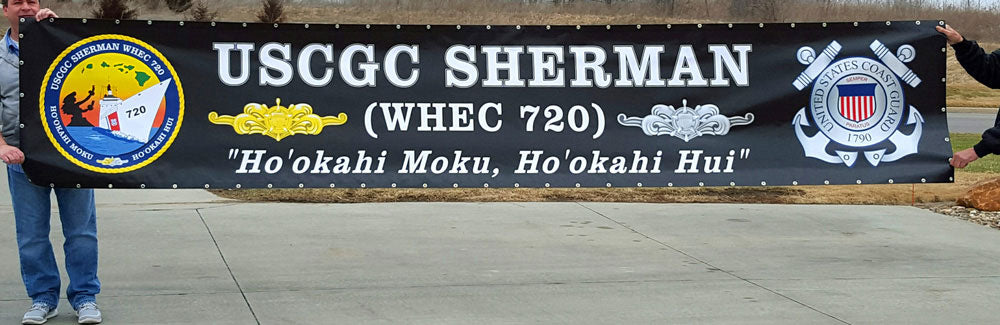 USCGC SHERMAN WHEC 720
720
HO'OKAHI MOKU HO'OKAHI HUI
USCGC SHERMAN
(WHEC 720)
"Ho'okahi Moku, Ho'okahi Hui"
UNITED STATES COAST GUARD
SEMPER
PARATUS
1790